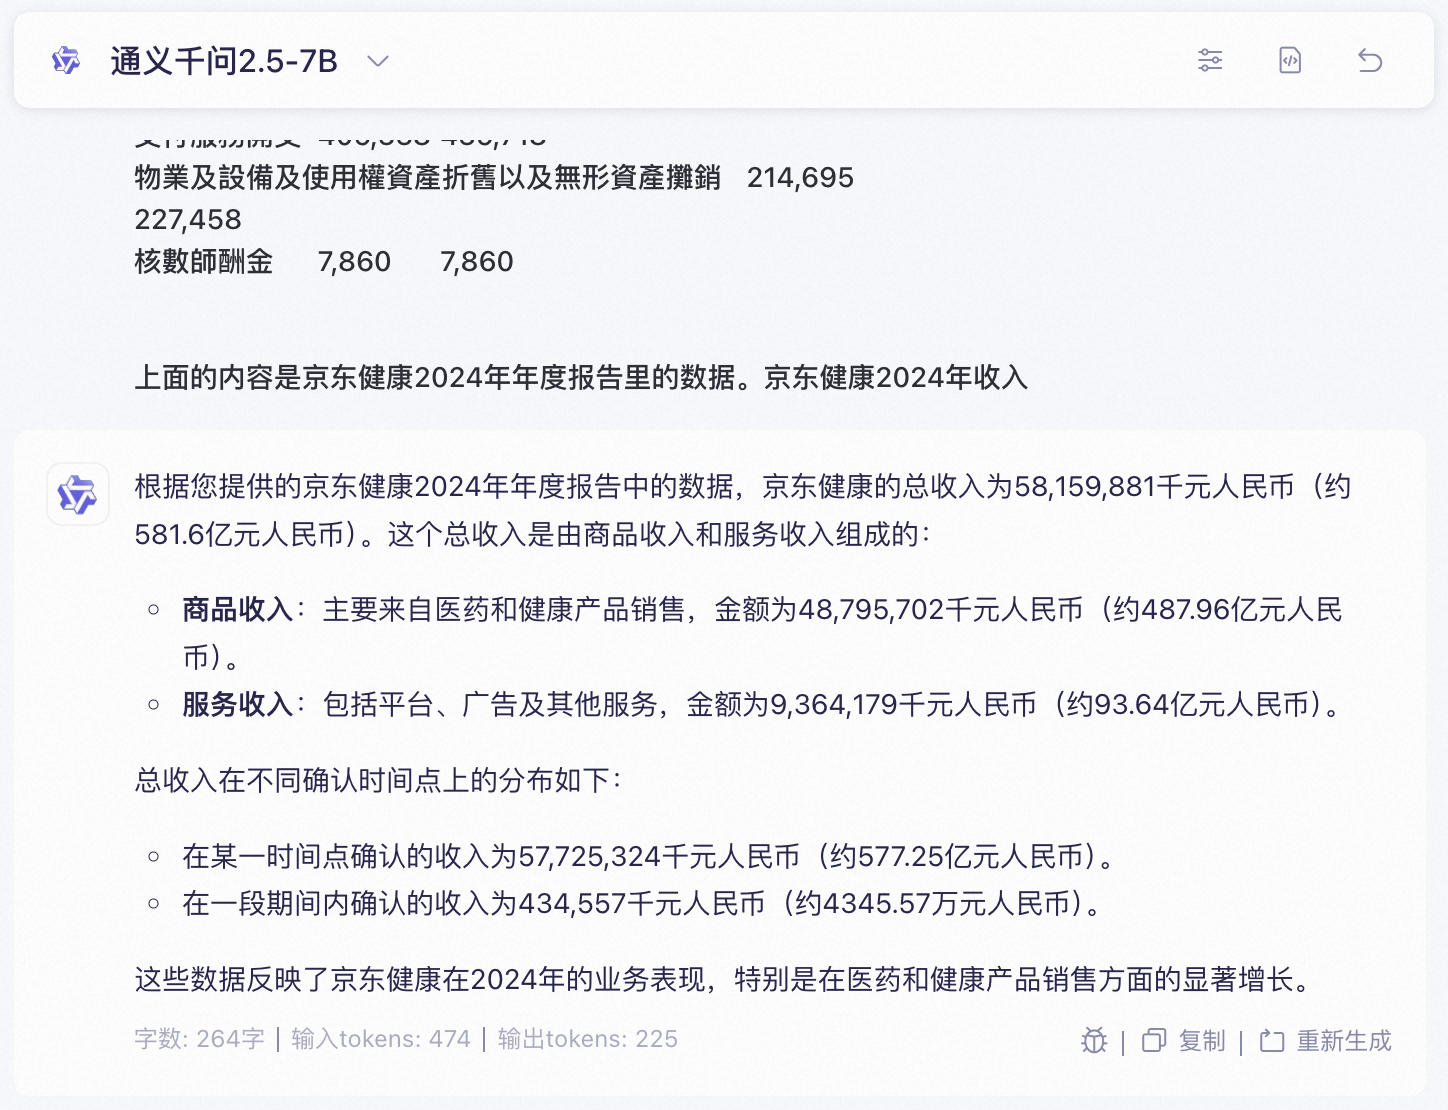 通义千问2.5-7B
物業及設備及使用權資產折舊以及無形資產攤銷 214,695
227,458
核數師酬金 7,860 7,860
上面的内容是京东健康2024年年度报告里的数据。京东健康2024年收入
根据您提供的京东健康2024年年度报告中的数据，京东健康的总收入为58,159,881千元人民币（约
581.6亿元人民币）。这个总收入是由商品收入和服务收入组成的：
商品收入：主要来自医药和健康产品销售，金额为48,795,702千元人民币（约487.96亿元人民
币）。
服务收入：包括平台、广告及其他服务，金额为9,364,179千元人民币（约93.64亿元人民币）。
总收入在不同确认时间点上的分布如下：
在某一时间点确认的收入为57,725,324千元人民币（约577.25亿元人民币）。
在一段期间内确认的收入为434,557千元人民币（约4345.57万元人民币）。
这些数据反映了京东健康在2024年的业务表现，特别是在医药和健康产品销售方面的显著增长。
字数: 264字 | 输入tokens: 474 | 输出tokens: 225
| 复制 | 重新生成